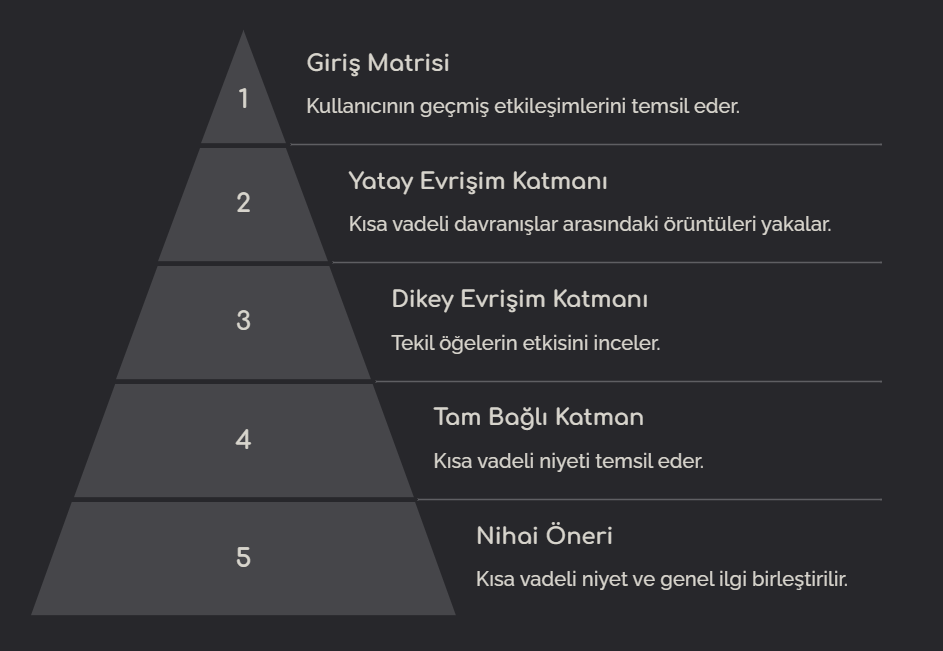 1
Giriş Matrisi
Kullanıcının geçmiş etkileşimlerini temsil eder.
2
Yatay Evrişim Katmanı
Kısa vadeli davranışlar arasındaki örüntüleri yakalar.
3
Dikey Evrişim Katmanı
Tekil öğelerin etkisini inceler.
4
Tam Bağlı Katman
Kısa vadeli niyeti temsil eder.
5
Nihai Öneri
Kısa vadeli niyet ve genel ilgi birleştirilir.